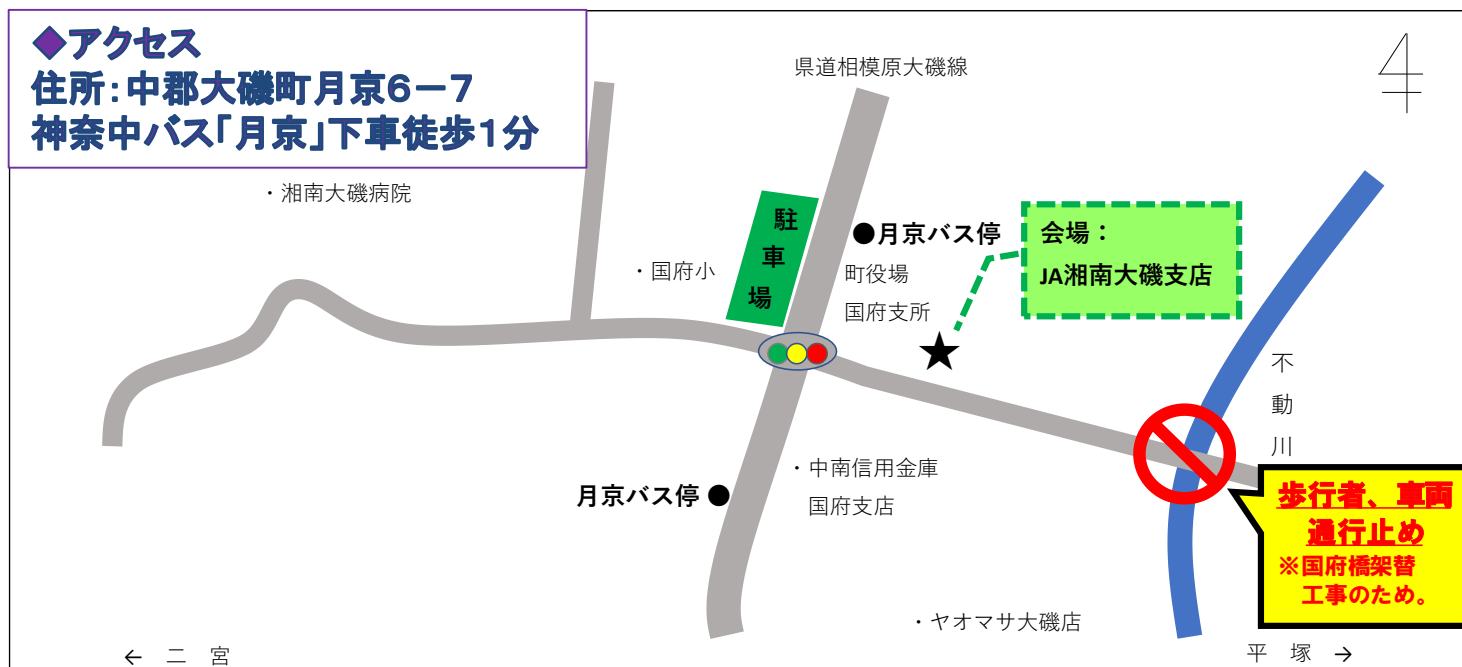 ◆アクセス
住所：中郡大磯町月京6－7
神奈中バス「月京」下車徒歩1分
県道相模原大磯線
・湘南大磯病院
駐車場
●月京バス停
会場：
JA湘南大磯支店
・国府小
町役場
国府支所
不動川
・中南信用金庫
国府支店
月京バス停 ●
歩行者、車両
通行止め
※国府橋架替
工事のため。
・ヤオマサ大磯店
← 二 宮
平 塚 →